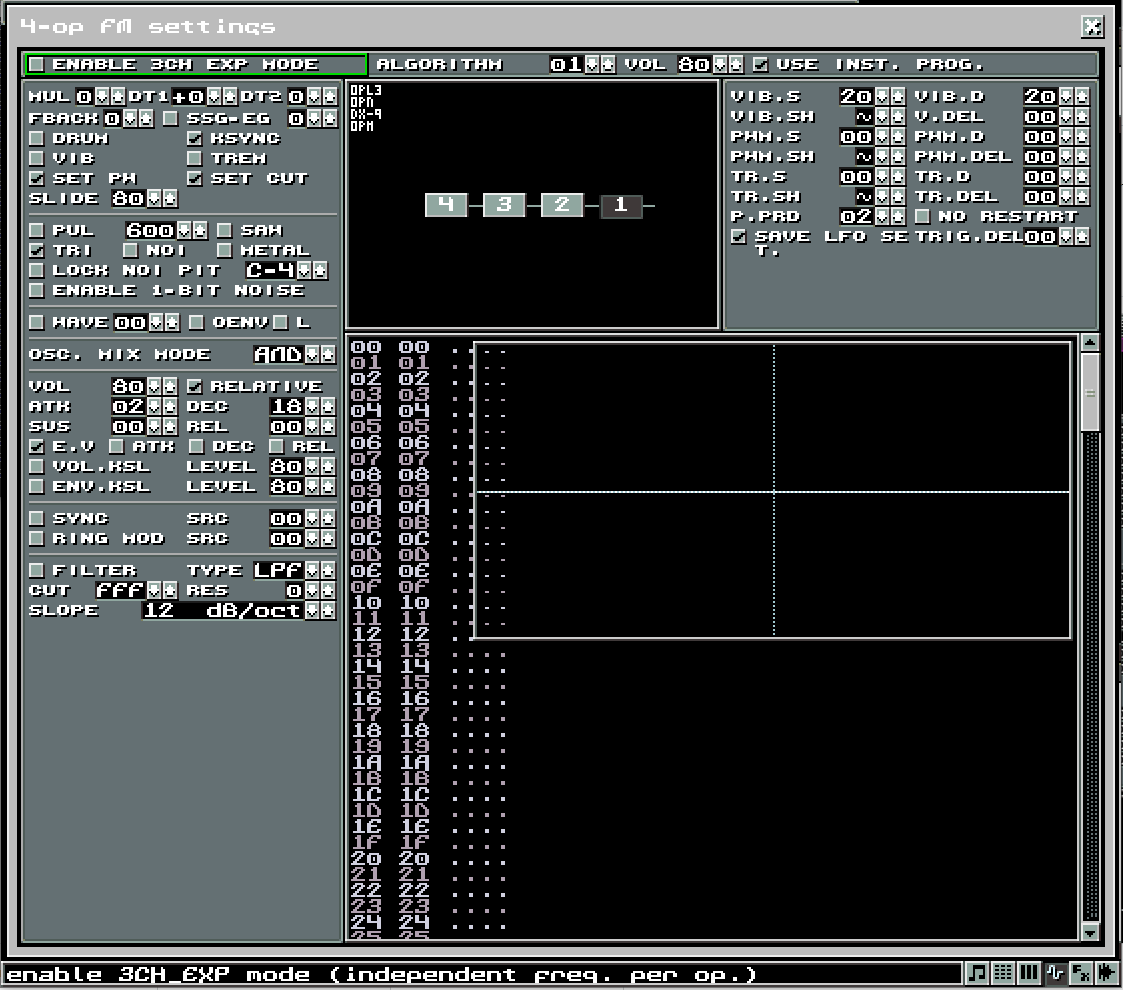 4-op FM settings
ENABLE 3CH EXP MODE ALGORITHM 01 VOL 80 USE INST. PROG.
MUL 0 DT1 +0 DT2 0
FBACK 0 SSG-EG 0
DRUM KSYNC
VIB TREM
SET PW SET CUT
SLIDE 80
PUL 600 SAW
TRI NOI METAL
LOCK NOI PIT C-4
ENABLE 1-BIT NOISE
WAVE 00 OENV L
OSC. MIX MODE AND
VOL 80 RELATIVE
ATK 02 DEC 18
SUS 00 REL 00
E.V ATK DEC REL
VOL.KSL LEVEL 80
ENV.KSL LEVEL 80
SYNC SRC 00
RING MOD SRC 00
FILTER TYPE LPF
CUT FFF RES 0
SLOPE 12 dB/oct
OPL3
OPN
DX-9
OPM
4 3 2 1
VIB.S 20 VIB.D 20
VIB.SH ~ V.DEL 00
PWM.S 00 PWM.D 00
PWM.SH ~ PWM.DEL 00
TR.S 00 TR.D 00
TR.SH ~ TR.DEL 00
P.PRD 02 NO RESTART
SAVE LFO SE TRIG.DEL 00
T.
00 00 ....
01 01 ....
02 02 ....
03 03 ....
04 04 ....
05 05 ....
06 06 ....
07 07 ....
08 08 ....
09 09 ....
0A 0A ....
0B 0B ....
0C 0C ....
0D 0D ....
0E 0E ....
0F 0F ....
10 10 ....
11 11 ....
12 12 ....
13 13 ....
14 14 ....
15 15 ....
16 16 ....
17 17 ....
18 18 ....
19 19 ....
1A 1A ....
1B 1B ....
1C 1C ....
1D 1D ....
1E 1E ....
1F 1F ....
20 20 ....
21 21 ....
22 22 ....
23 23 ....
24 24 ....
25 25
enable 3CH_EXP mode (independent freq. per op.)
Fx